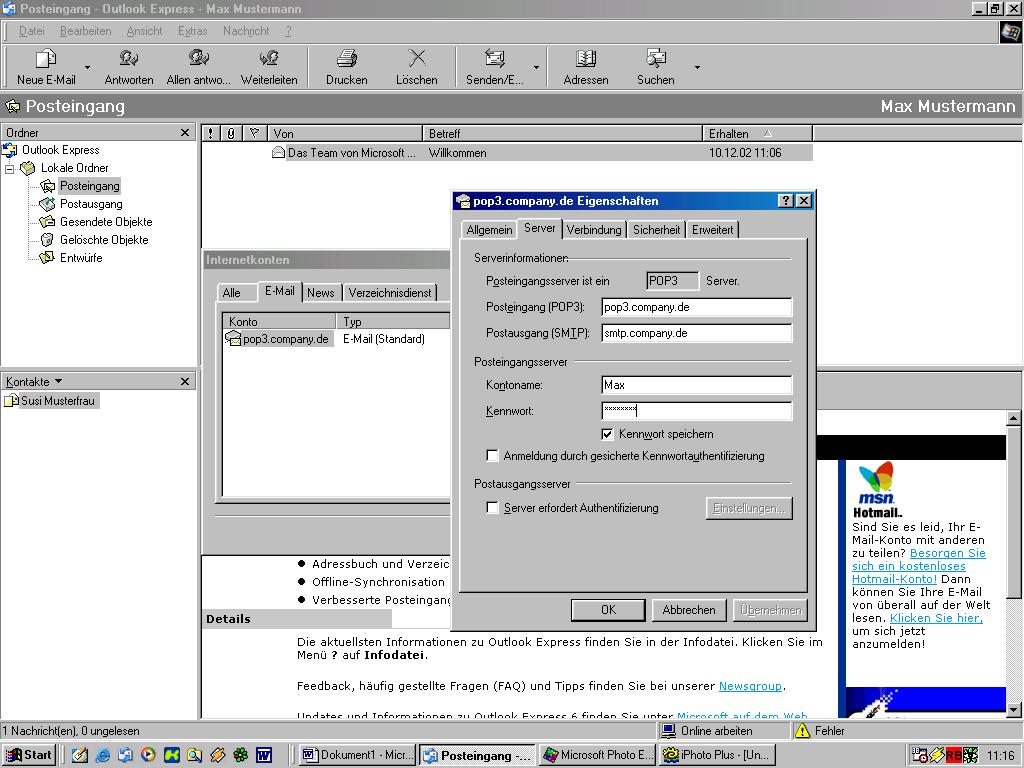 Posteingang - Outlook Express - Max Mustermann
Datei Bearbeiten Ansicht Extras Nachricht ?
Neue E-Mail Antworten Allen antwo... Weiterleiten Drucken Löschen Senden/E... Adressen Suchen
Posteingang Max Mustermann
Ordner
Outlook Express
Lokale Ordner
Posteingang
Postausgang
Gesendete Objekte
Gelöschte Objekte
Entwürfe
Kontakte
Susi Musterfrau
! Von Betreff Erhalten
Das Team von Microsoft ... Willkommen 10.12.02 11:06
Internetkonten
Alle E-Mail News Verzeichnisdienst
Konto Typ
pop3.company.de E-Mail (Standard)
pop3.company.de Eigenschaften
Allgemein Server Verbindung Sicherheit Erweitert
Serverinformationen:
Posteingangsserver ist ein POP3 Server.
Posteingang (POP3): pop3.company.de
Postausgang (SMTP): smtp.company.de
Posteingangsserver
Kontoname: Max
Kennwort: ********
Kennwort speichern
Anmeldung durch gesicherte Kennwortauthentifizierung
Postausgangsserver
Server erfordert Authentifizierung Einstellungen...
OK Abbrechen Übernehmen
msn
Hotmail
Sind Sie es leid, Ihr E-
Mail-Konto mit anderen
zu teilen? Besorgen Sie
sich ein kostenloses
Hotmail-Konto! Dann
können Sie Ihre E-Mail
von überall auf der Welt
lesen. Klicken Sie hier,
um sich jetzt
anzumelden!
• Adressbuch und Verzeic
• Offline-Synchronisation
• Verbesserte Posteingang
Details
Die aktuellsten Informationen zu Outlook Express finden Sie in der Infodatei. Klicken Sie im
Menü ? auf Infodatei.
Feedback, häufig gestellte Fragen (FAQ) und Tipps finden Sie bei unserer Newsgroup.
Updates und Informationen zu Outlook Express 6 finden Sie unter Microsoft auf dem Web
1 Nachricht(en), 0 ungelesen Online arbeiten Fehler
Start Dokument1 - Micr... Posteingang -... Microsoft Photo E... iPhoto Plus - [Un... RB 11:16